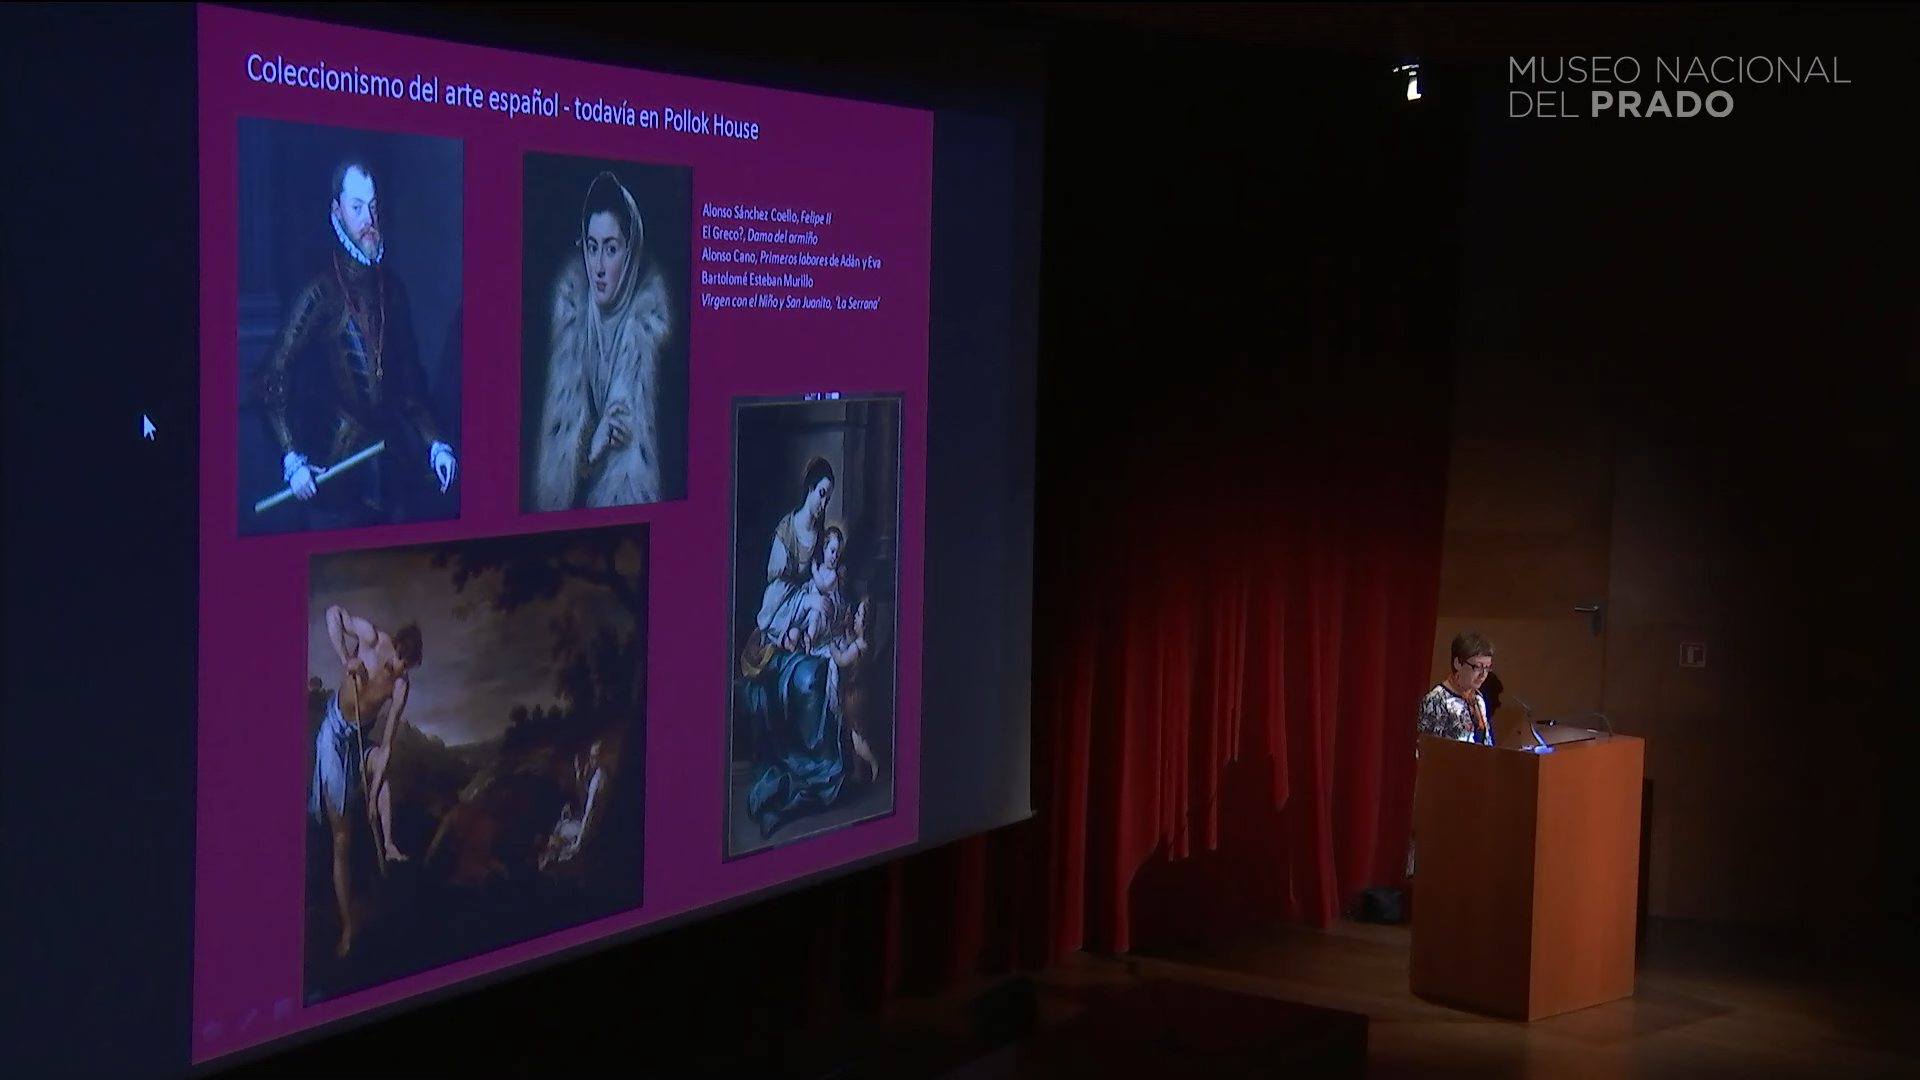 Coleccionismo del arte español - todavía en Pollok House
Alonso Sánchez Coello, Felipe II
El Greco?, Dama del armiño
Alonso Cano, Primeros labores de Adán y Eva
Bartolomé Esteban Murillo
Virgen con el Niño y San Juanito, 'La Serrana'
MUSEO NACIONAL
DEL PRADO